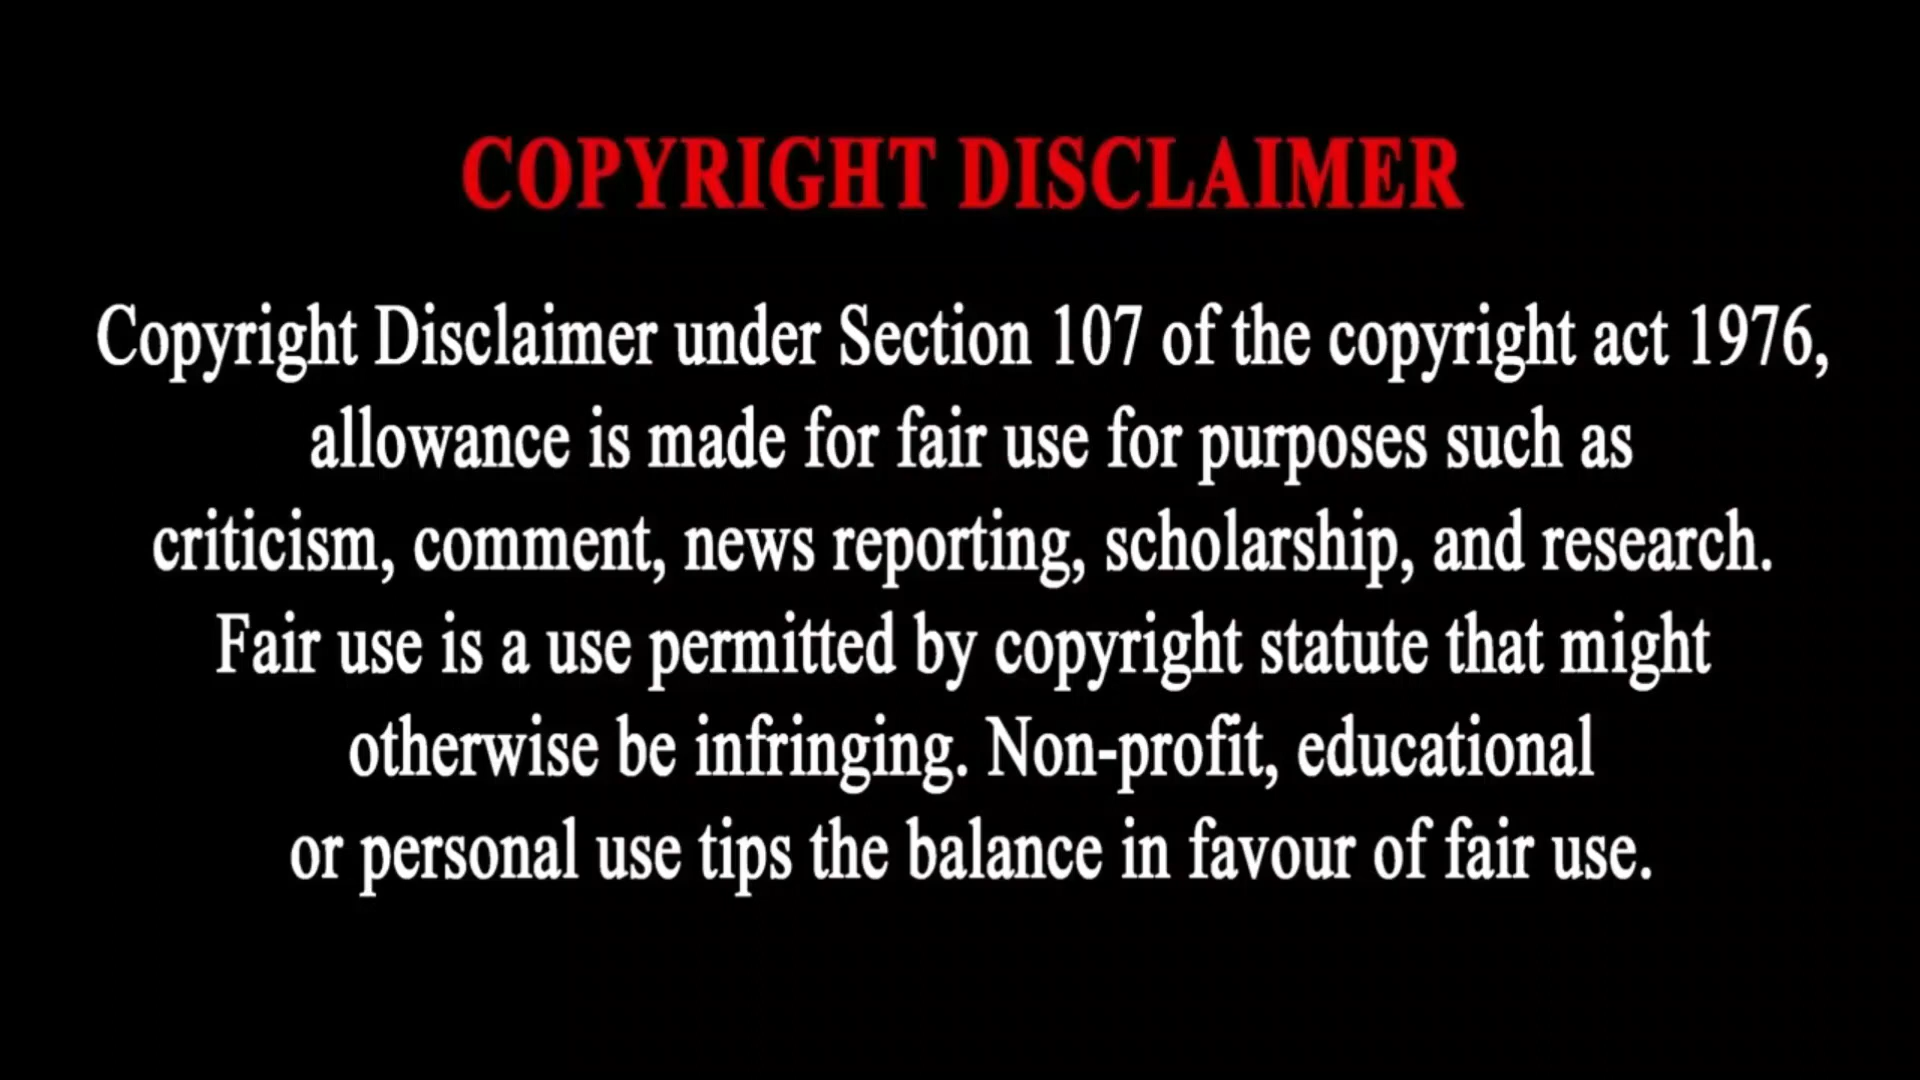 COPYRIGHT DISCLAIMER
Copyright Disclaimer under Section 107 of the copyright act 1976,
allowance is made for fair use for purposes such as
criticism, comment, news reporting, scholarship, and research.
Fair use is a use permitted by copyright statute that might
otherwise be infringing. Non-profit, educational
or personal use tips the balance in favour of fair use.